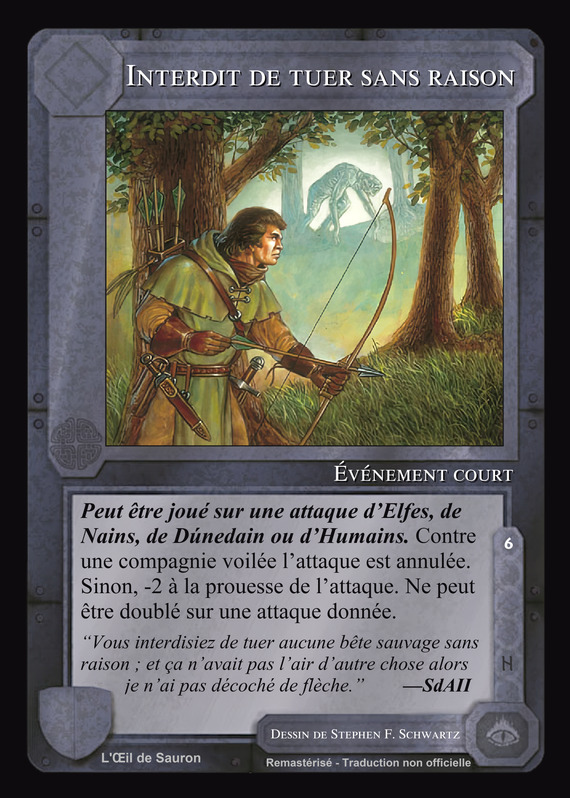 INTERDIT DE TUER SANS RAISON
ÉVÉNEMENT COURT
Peut être joué sur une attaque d’Elfes, de
Nains, de Dúnedain ou d’Humains. Contre
une compagnie voilée l’attaque est annulée.
Sinon, -2 à la prouesse de l’attaque. Ne peut
être doublé sur une attaque donnée.
6
“Vous interdisiez de tuer aucune bête sauvage sans
raison ; et ça n’avait pas l’air d’autre chose alors
je n’ai pas décoché de flèche.” —SdAII
DESSIN DE STEPHEN F. SCHWARTZ
L'Œil de Sauron
Remastérisé - Traduction non officielle